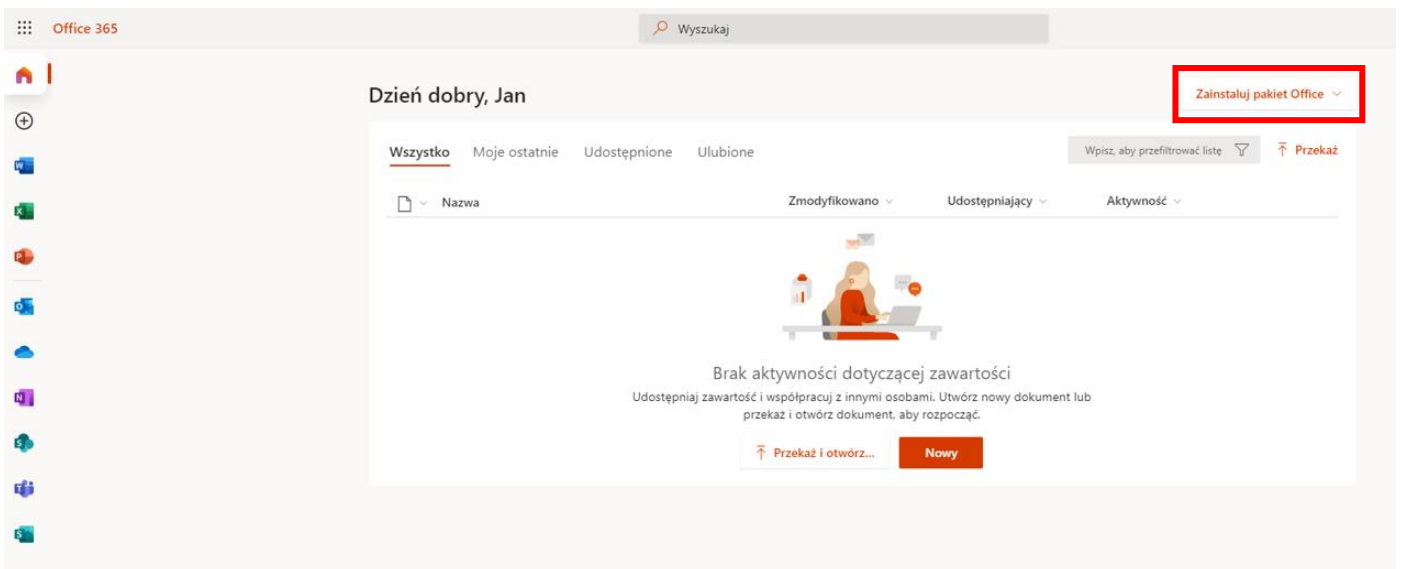 Office 365
Wyszukaj
Dzień dobry, Jan
Zainstaluj pakiet Office
Wszystko Moje ostatnie Udostępnione Ulubione
Wpisz, aby przefiltrować listę Przekaż
Nazwa Zmodyfikowano Udostępniający Aktywność
Brak aktywności dotyczącej zawartości
Udostępniaj zawartość i współpracuj z innymi osobami. Utwórz nowy dokument lub
przekaż i otwórz dokument, aby rozpocząć.
Przekaż i otwórz... Nowy